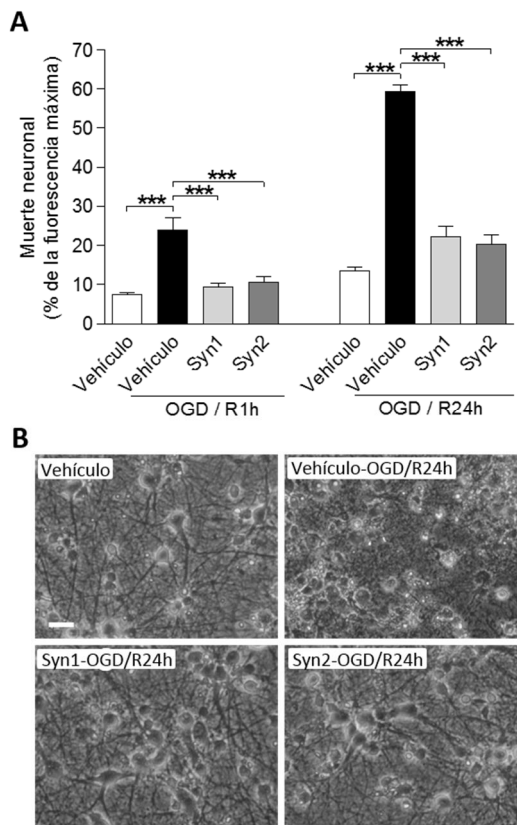 A
Muerte neuronal
(% de la fuorescencia máxima)
70
60
50
40
30
20
10
0
***
***
***
***
***
***
Vehículo
Vehículo
Syn1
Syn2
Vehículo
Vehículo
Syn1
Syn2
OGD / R1h
OGD / R24h
B
Vehículo
Vehículo-OGD/R24h
Syn1-OGD/R24h
Syn2-OGD/R24h